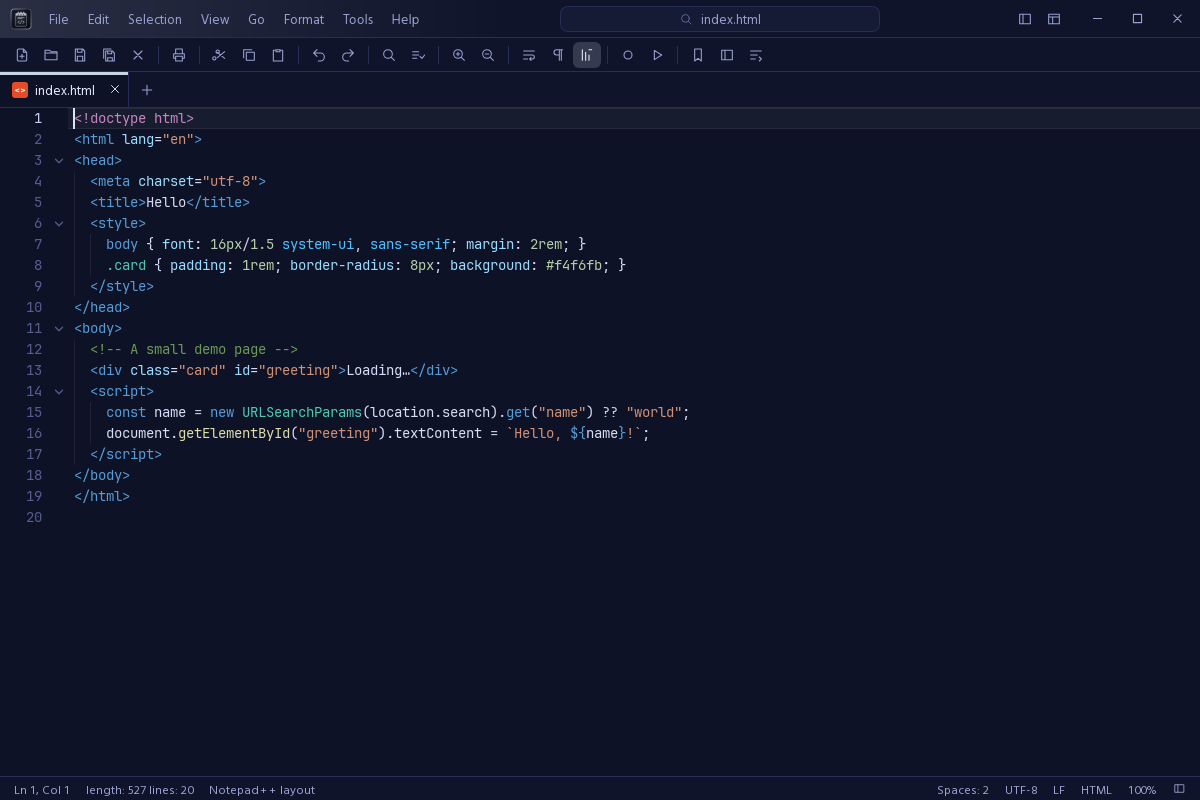 File Edit Selection View Go Format Tools Help
index.html
index.html
1 <!doctype html>
2 <html lang="en">
3 <head>
4   <meta charset="utf-8">
5   <title>Hello</title>
6   <style>
7     body { font: 16px/1.5 system-ui, sans-serif; margin: 2rem; }
8     .card { padding: 1rem; border-radius: 8px; background: #f4f6fb; }
9   </style>
10 </head>
11 <body>
12   <!-- A small demo page -->
13   <div class="card" id="greeting">Loading…</div>
14   <script>
15     const name = new URLSearchParams(location.search).get("name") ?? "world";
16     document.getElementById("greeting").textContent = `Hello, ${name}!`;
17   </script>
18 </body>
19 </html>
20
Ln 1, Col 1 length: 527 lines: 20 Notepad++ layout Spaces: 2 UTF-8 LF HTML 100%